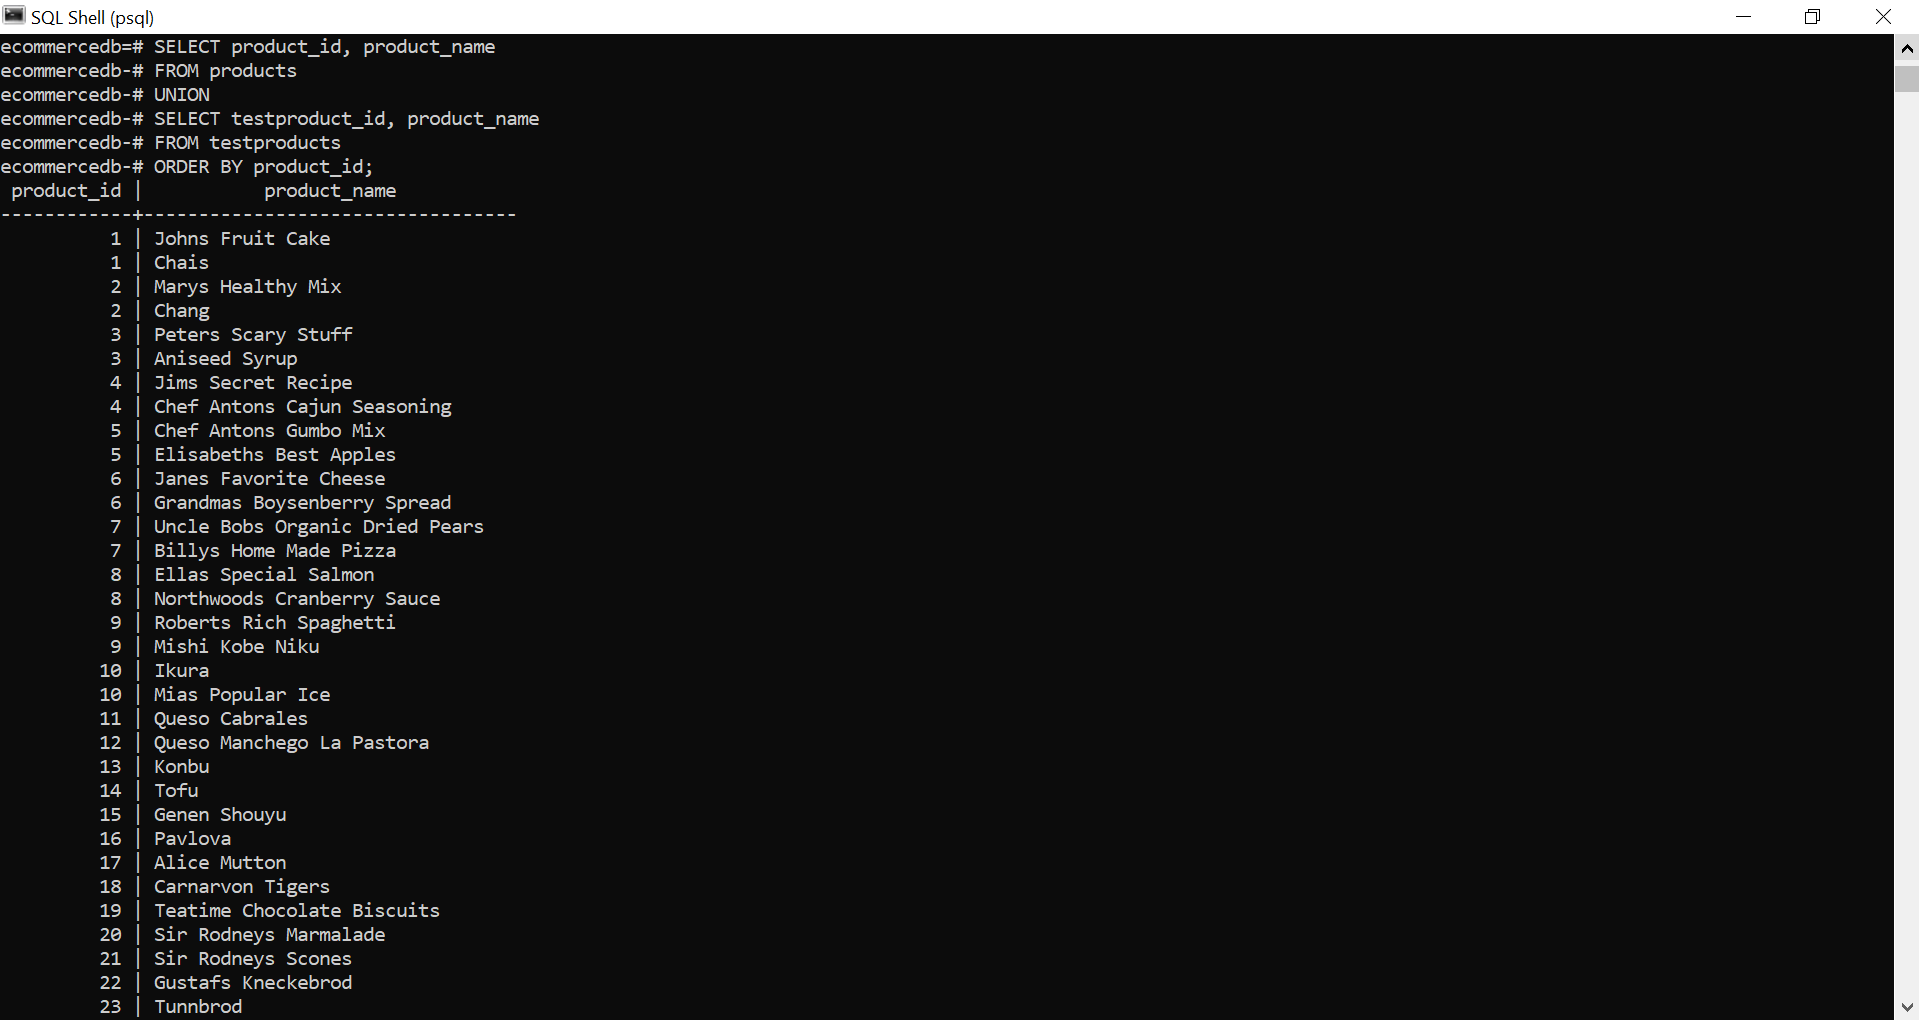 SQL Shell (psql)
ecommercedb=# SELECT product_id, product_name
ecommercedb-# FROM products
ecommercedb-# UNION
ecommercedb-# SELECT testproduct_id, product_name
ecommercedb-# FROM testproducts
ecommercedb-# ORDER BY product_id;
 product_id |           product_name
------------+----------------------------------
          1 | Johns Fruit Cake
          1 | Chais
          2 | Marys Healthy Mix
          2 | Chang
          3 | Peters Scary Stuff
          3 | Aniseed Syrup
          4 | Jims Secret Recipe
          4 | Chef Antons Cajun Seasoning
          5 | Chef Antons Gumbo Mix
          5 | Elisabeths Best Apples
          6 | Janes Favorite Cheese
          6 | Grandmas Boysenberry Spread
          7 | Uncle Bobs Organic Dried Pears
          7 | Billys Home Made Pizza
          8 | Ellas Special Salmon
          8 | Northwoods Cranberry Sauce
          9 | Roberts Rich Spaghetti
          9 | Mishi Kobe Niku
         10 | Ikura
         10 | Mias Popular Ice
         11 | Queso Cabrales
         12 | Queso Manchego La Pastora
         13 | Konbu
         14 | Tofu
         15 | Genen Shouyu
         16 | Pavlova
         17 | Alice Mutton
         18 | Carnarvon Tigers
         19 | Teatime Chocolate Biscuits
         20 | Sir Rodneys Marmalade
         21 | Sir Rodneys Scones
         22 | Gustafs Kneckebrod
         23 | Tunnbrod